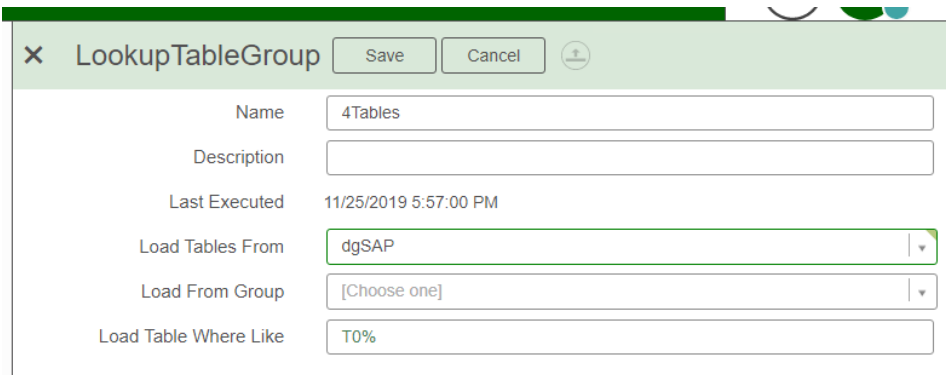 LookupTableGroup Save Cancel
Name 4Tables
Description
Last Executed 11/25/2019 5:57:00 PM
Load Tables From dgSAP
Load From Group [Choose one]
Load Table Where Like T0%